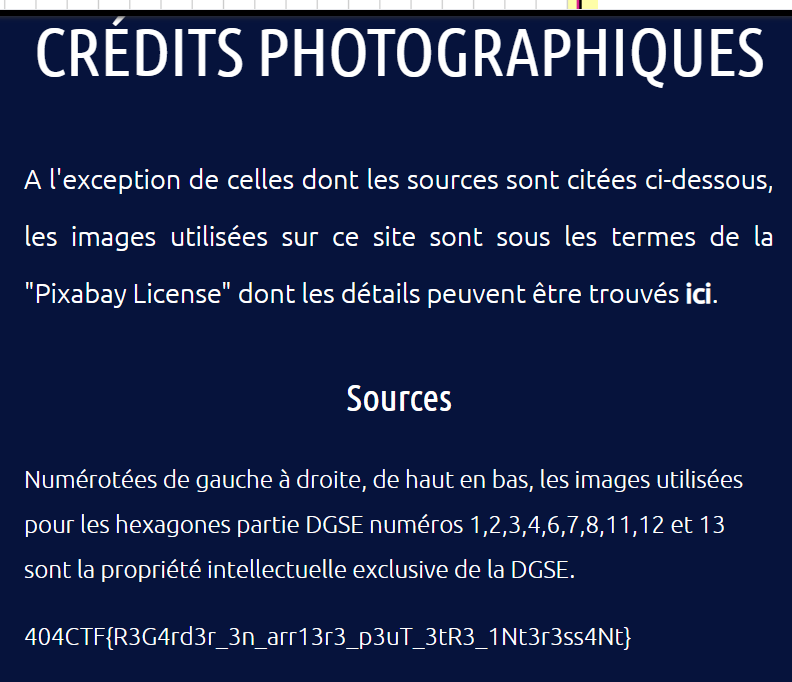 CRÉDITS PHOTOGRAPHIQUES
A l'exception de celles dont les sources sont citées ci-dessous,
les images utilisées sur ce site sont sous les termes de la
"Pixabay License" dont les détails peuvent être trouvés ici.
Sources
Numérotées de gauche à droite, de haut en bas, les images utilisées
pour les hexagones partie DGSE numéros 1,2,3,4,6,7,8,11,12 et 13
sont la propriété intellectuelle exclusive de la DGSE.
404CTF{R3G4rd3r_3n_arr13r3_p3uT_3tR3_1Nt3r3ss4Nt}